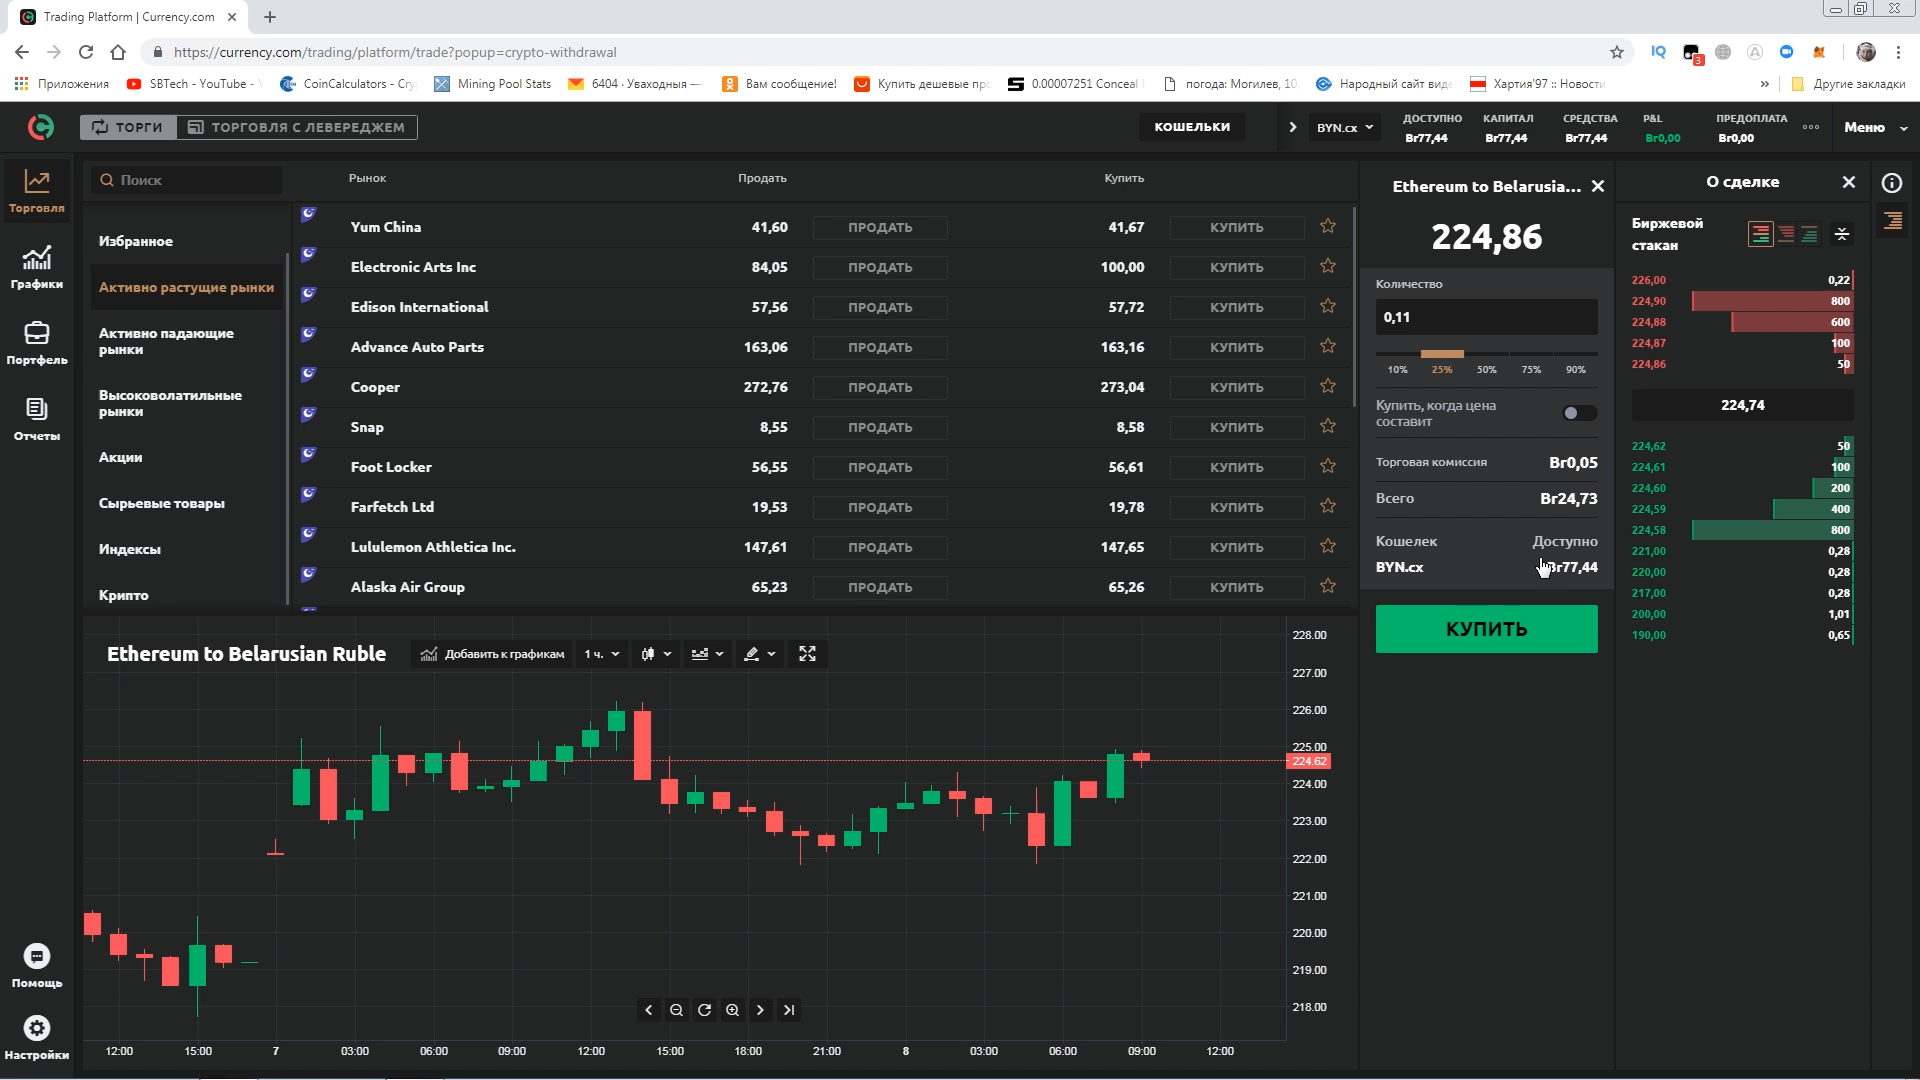 Trading Platform | Currency.com
https://currency.com/trading/platform/trade?popup=crypto-withdrawal
3
Приложения
SBTech - YouTube -
CoinCalculators - Cry
Mining Pool Stats
6404 · Уваходныя —
Вам сообщение!
Купить дешевые про
0.00007251 Conceal
погода: Могилев, 10
Народный сайт виде
Хартия'97 :: Новости
Другие закладки
ТОРГИ
ТОРГОВЛЯ С ЛЕВЕРЕДЖЕМ
КОШЕЛЬКИ
BYN.cx
ДОСТУПНО
Br77,44
КАПИТАЛ
Br77,44
СРЕДСТВА
Br77,44
P&L
Br0,00
ПРЕДОПЛАТА
Br0,00
Меню
Торговля
Графики
Портфель
Отчеты
Помощь
Настройки
Поиск
Избранное
Активно растущие рынки
Активно падающие
рынки
Высоковолатильные
рынки
Акции
Сырьевые товары
Индексы
Крипто
Рынок Продать Купить
Yum China 41,60 ПРОДАТЬ 41,67 КУПИТЬ
Electronic Arts Inc 84,05 ПРОДАТЬ 100,00 КУПИТЬ
Edison International 57,56 ПРОДАТЬ 57,72 КУПИТЬ
Advance Auto Parts 163,06 ПРОДАТЬ 163,16 КУПИТЬ
Cooper 272,76 ПРОДАТЬ 273,04 КУПИТЬ
Snap 8,55 ПРОДАТЬ 8,58 КУПИТЬ
Foot Locker 56,55 ПРОДАТЬ 56,61 КУПИТЬ
Farfetch Ltd 19,53 ПРОДАТЬ 19,78 КУПИТЬ
Lululemon Athletica Inc. 147,61 ПРОДАТЬ 147,65 КУПИТЬ
Alaska Air Group 65,23 ПРОДАТЬ 65,26 КУПИТЬ
Ethereum to Belarusian Ruble
Добавить к графикам
1 ч.
228.00
227.00
226.00
225.00
224.62
224.00
223.00
222.00
221.00
220.00
219.00
218.00
12:00 15:00 7 03:00 06:00 09:00 12:00 15:00 18:00 21:00 8 03:00 06:00 09:00 12:00
Ethereum to Belarusia...
224,86
Количество
0,11
10% 25% 50% 75% 90%
Купить, когда цена
составит
Торговая комиссия Br0,05
Всего Br24,73
Кошелек Доступно
BYN.cx Br77,44
КУПИТЬ
О сделке
Биржевой
стакан
226,00 0,22
224,90 800
224,88 600
224,87 100
224,86 50
224,74
224,62 50
224,61 100
224,60 200
224,59 400
224,58 800
221,00 0,28
220,00 0,28
217,00 0,28
200,00 1,01
190,00 0,65